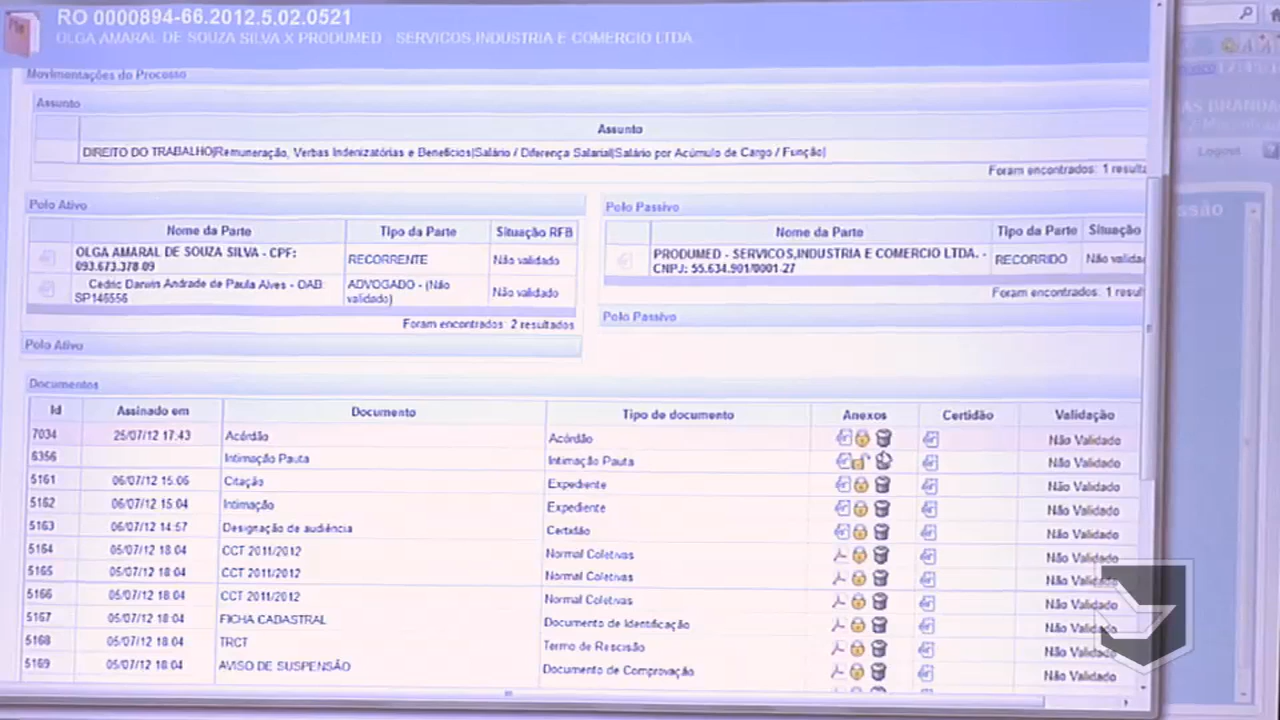 RO 0000894-66.2012.5.02.0521
OLGA AMARAL DE SOUZA SILVA X PRODUMED - SERVICOS,INDUSTRIA E COMERCIO LTDA.
Movimentações do Processo
Assunto
Assunto
DIREITO DO TRABALHO|Remuneração, Verbas Indenizatórias e Benefícios|Salário / Diferença Salarial|Salário por Acúmulo de Cargo / Função|
Foram encontrados: 1 resulta
Logout
Polo Ativo
Nome da Parte Tipo da Parte Situação RFB
OLGA AMARAL DE SOUZA SILVA - CPF: 093.673.378 09 RECORRENTE Não validado
Cedric Darwin Andrade de Paula Alves - OAB: SP146556 ADVOGADO - (Não validado) Não validado
Foram encontrados: 2 resultados
Polo Ativo
Polo Passivo
Nome da Parte Tipo da Parte Situação
PRODUMED - SERVICOS,INDUSTRIA E COMERCIO LTDA. - CNPJ: 55.634.901/0001-27 RECORRIDO Não valida
Foram encontrados: 1 resul
Polo Passivo
Documentos
Id Assinado em Documento Tipo de documento Anexos Certidão Validação
7034 25/07/12 17:43 Acórdão Acórdão Não Validado
6356 Intimação Pauta Intimação Pauta Não Validado
5161 06/07/12 15:06 Citação Expediente Não Validado
5162 06/07/12 15:04 Intimação Expediente Não Validado
5163 06/07/12 14:57 Designação de audiência Certidão Não Validado
5164 05/07/12 18:04 CCT 2011/2012 Normal Coletivas Não Validado
5165 05/07/12 18:04 CCT 2011/2012 Normal Coletivas Não Validado
5166 05/07/12 18:04 CCT 2011/2012 Normal Coletivas Não Validado
5167 05/07/12 18:04 FICHA CADASTRAL Documento de Identificação Não Validado
5168 05/07/12 18:04 TRCT Termo de Rescisão Não Validado
5169 05/07/12 18:04 AVISO DE SUSPENSÃO Documento de Comprovação Não Validado